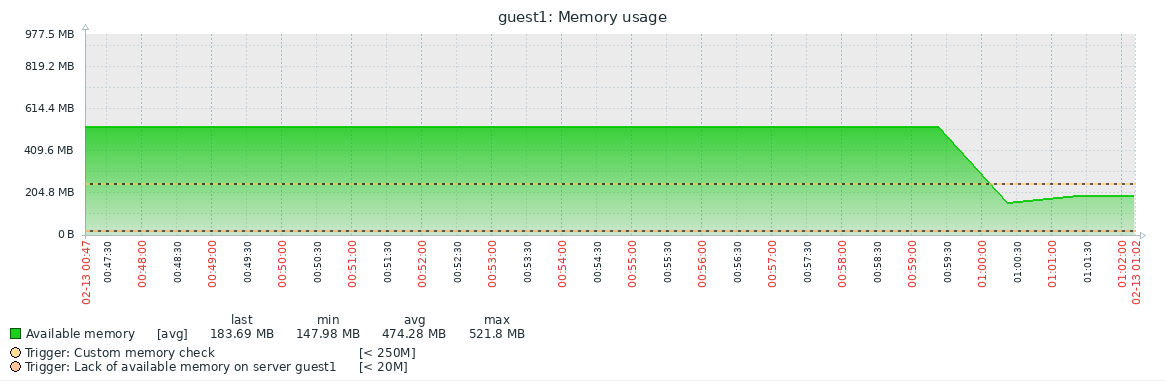 guest1: Memory usage
977.5 MB
819.2 MB
614.4 MB
409.6 MB
204.8 MB
0 B
02-13 00:47
00:47:30
00:48:00
00:48:30
00:49:00
00:49:30
00:50:00
00:50:30
00:51:00
00:51:30
00:52:00
00:52:30
00:53:00
00:53:30
00:54:00
00:54:30
00:55:00
00:55:30
00:56:00
00:56:30
00:57:00
00:57:30
00:58:00
00:58:30
00:59:00
00:59:30
01:00:00
01:00:30
01:01:00
01:01:30
01:02:00
02-13 01:02
last min avg max
Available memory [avg] 183.69 MB 147.98 MB 474.28 MB 521.8 MB
Trigger: Custom memory check [< 250M]
Trigger: Lack of available memory on server guest1 [< 20M]